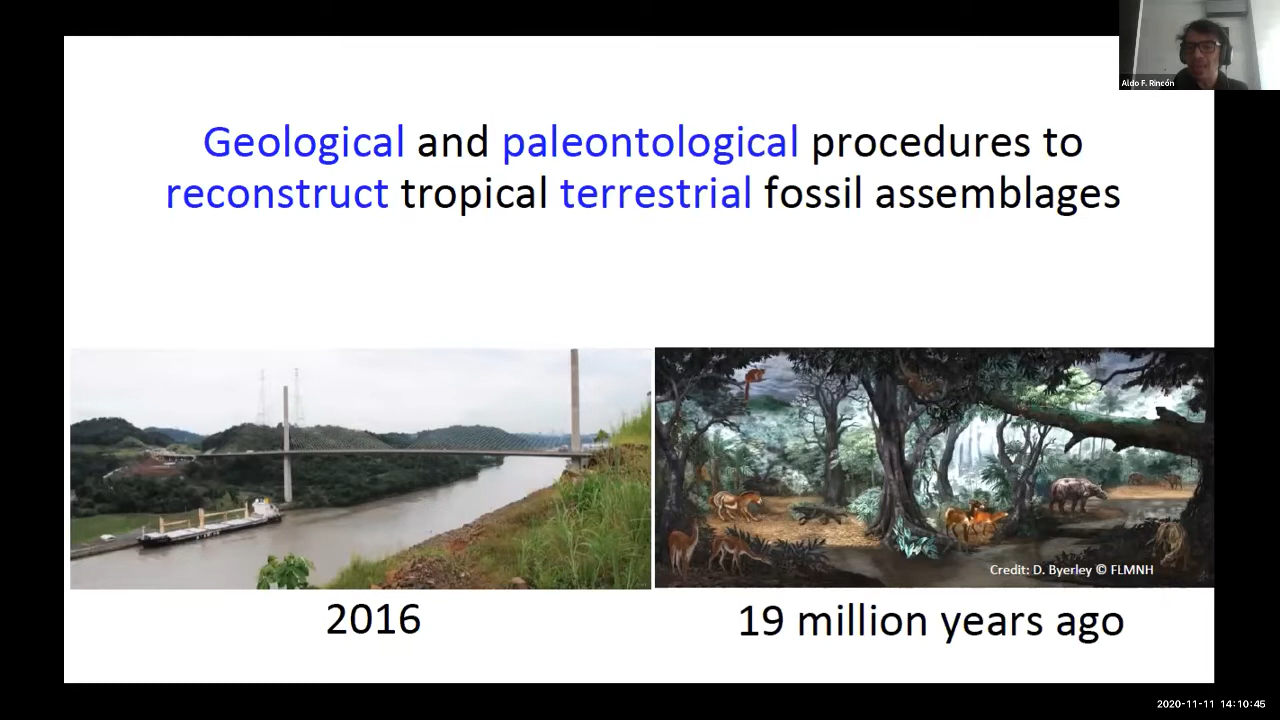 Aldo F. Rincón
Geological and paleontological procedures to
reconstruct tropical terrestrial fossil assemblages
Credit: D. Byerley © FLMNH
2016
19 million years ago
2020-11-11 14:10:45